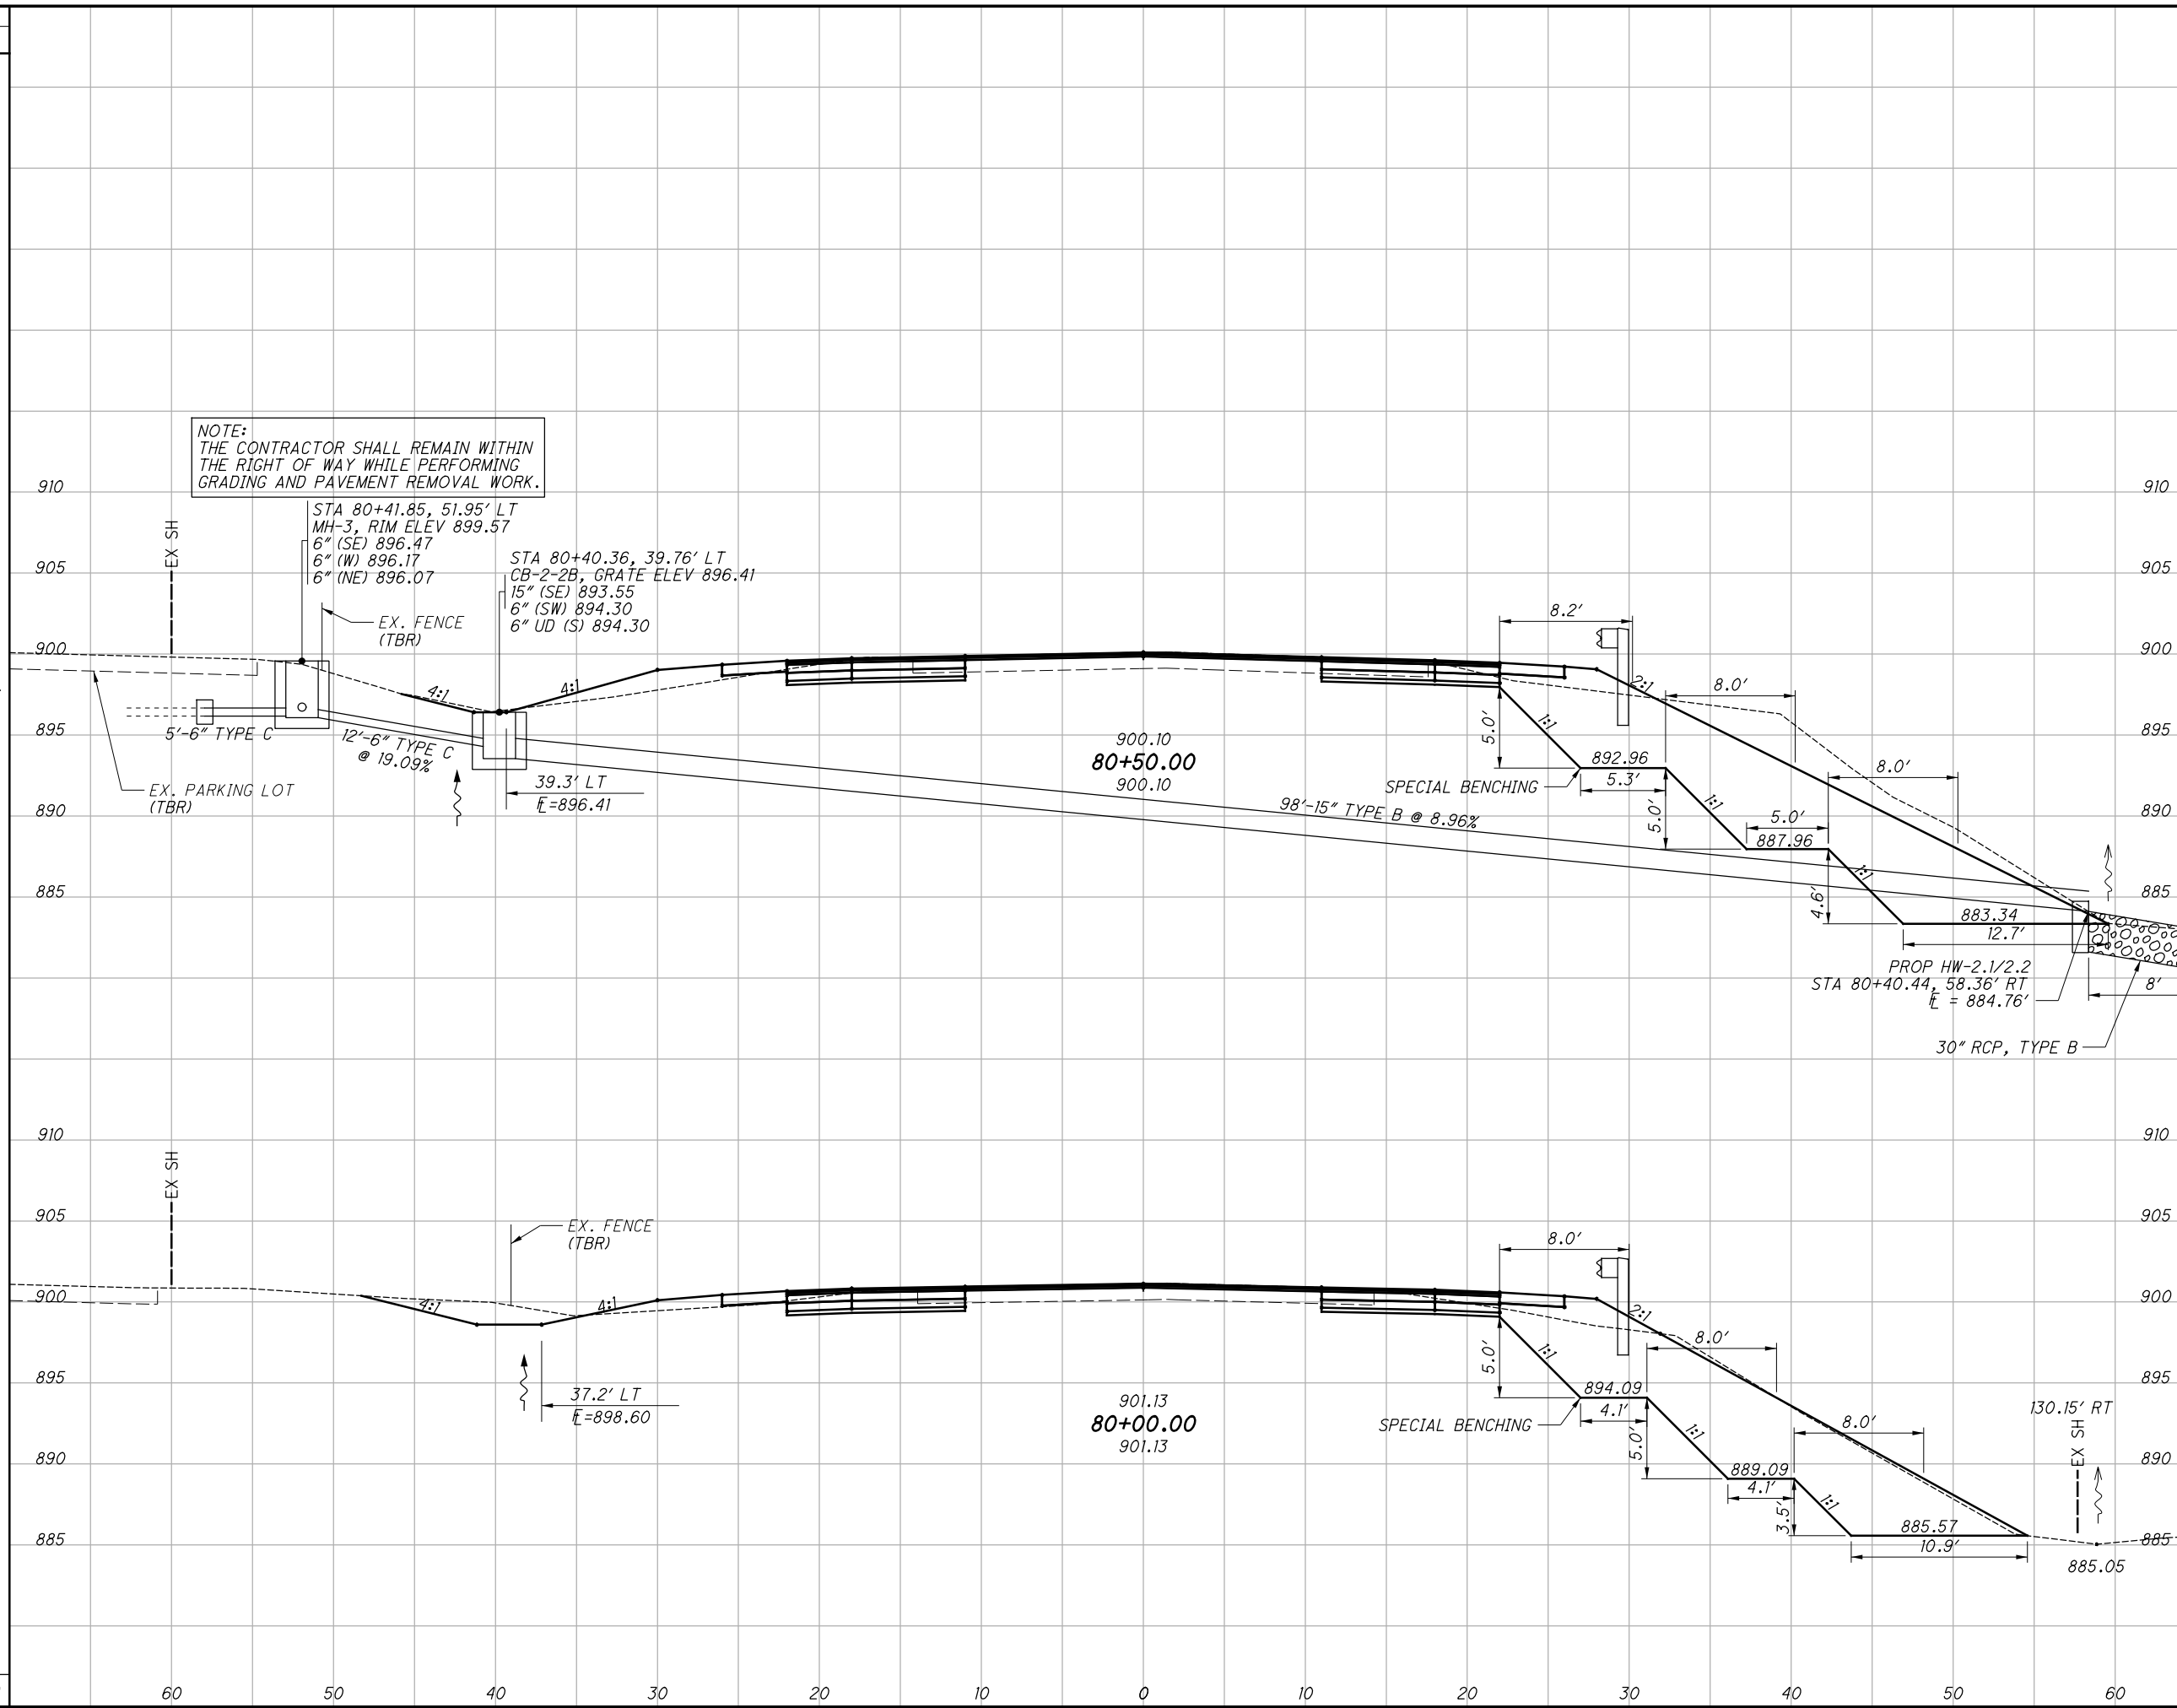 NOTE:
THE CONTRACTOR SHALL REMAIN WITHIN
THE RIGHT OF WAY WHILE PERFORMING
GRADING AND PAVEMENT REMOVAL WORK.
910
910
EX SH
STA 80+41.85, 51.95' LT
MH-3, RIM ELEV 899.57
6" (SE) 896.47
6" (W) 896.17
6" (NE) 896.07
STA 80+40.36, 39.76' LT
CB-2-2B, GRATE ELEV 896.41
15" (SE) 893.55
6" (SW) 894.30
6" UD (S) 894.30
905
905
EX. FENCE
(TBR)
8.2'
900
900
4:1
4:1
2:1
8.0'
1:1
5.0'
895
895
5'-6" TYPE C
12'-6" TYPE C
@ 19.09%
900.10
80+50.00
900.10
892.96
5.3'
SPECIAL BENCHING
8.0'
EX. PARKING LOT
(TBR)
39.3' LT
FL=896.41
98'-15" TYPE B @ 8.96%
1:1
5.0'
5.0'
887.96
890
890
1:1
4.6'
885
885
883.34
12.7'
PROP HW-2.1/2.2
STA 80+40.44, 58.36' RT
FL = 884.76'
8'
30" RCP, TYPE B
910
910
EX SH
905
905
EX. FENCE
(TBR)
8.0'
900
900
4:1
4:1
2:1
8.0'
1:1
5.0'
895
895
37.2' LT
FL=898.60
901.13
80+00.00
901.13
894.09
4.1'
SPECIAL BENCHING
8.0'
130.15' RT
EX SH
1:1
5.0'
890
890
889.09
4.1'
1:1
3.5'
885
885
885.57
10.9'
885.05
60 50 40 30 20 10 0 10 20 30 40 50 60